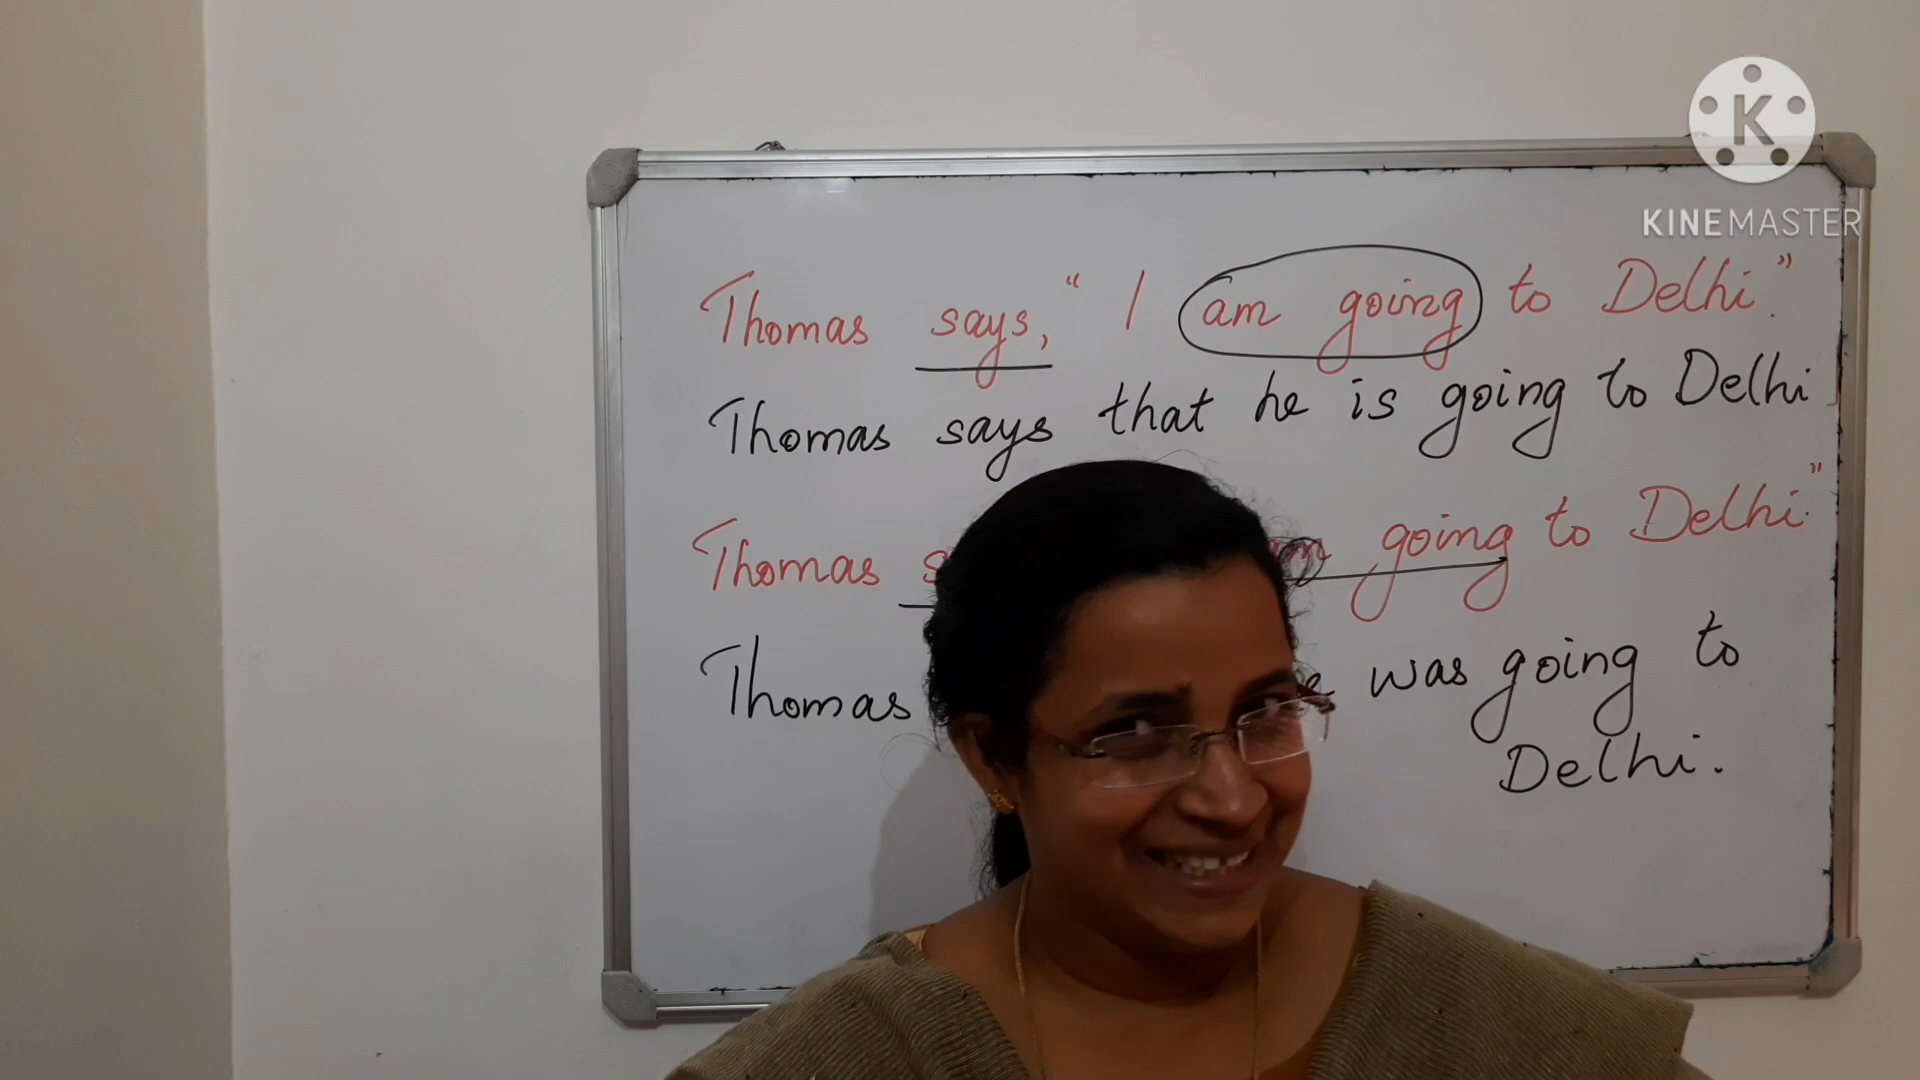 K
KINEMASTER
Thomas says, " I am going to Delhi."
Thomas says that he is going to Delhi
Thomas going to Delhi."
Thomas was going to
Delhi.